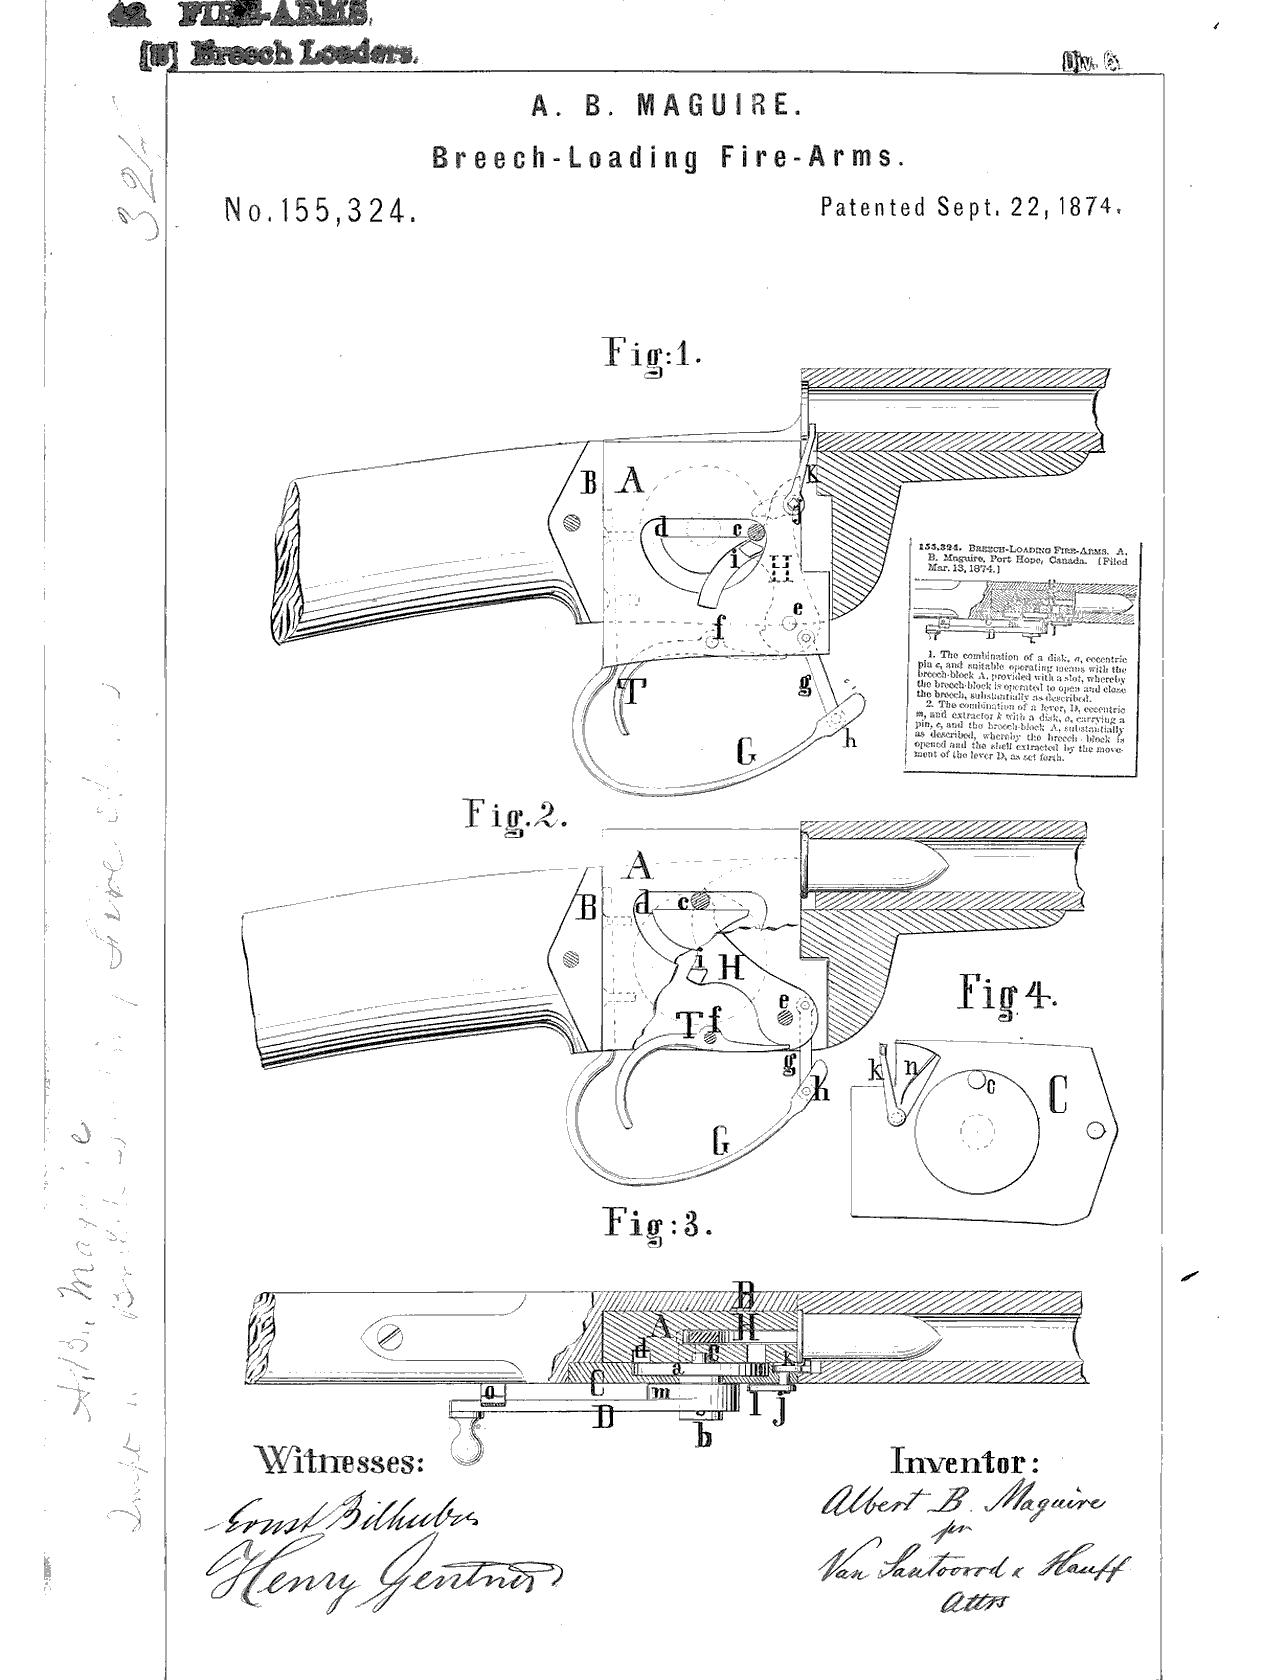 42 FIRE-ARMS.
[B] Breech Loaders.
Div. 6
A. B. MAGUIRE.
Breech-Loading Fire-Arms.
No. 155,324.
Patented Sept. 22, 1874.
Fig:1.
B
A
d
c
i
H
k
j
e
f
g
T
G
h
155,324. BREECH-LOADING FIRE-ARMS. A.
B. Maguire, Port Hope, Canada. [Filed
Mar. 13, 1874.]
1. The combination of a disk, a, eccentric
pin c, and suitable operating means with the
breech-block A, provided with a slot, whereby
the breech-block is operated to open and close
the breech, substantially as described.
2. The combination of a lever, D, eccentric
m, and extractor k with a disk, a, carrying a
pin, c, and the breech-block A, substantially
as described, whereby the breech-block is
opened and the shell extracted by the move-
ment of the lever D, as set forth.
Fig.2.
A
B
d
c
i
H
e
T
f
g
h
G
Fig 4.
k
n
c
C
Fig:3.
B
A
H
d
c
a
k
C
o
m
D
b
I
j
Witnesses:
Ernst Bilhuber
Henry Gentner
Inventor:
Albert B. Maguire
per
Van Santvoord & Hauff
Attrs
A. B. Maguire